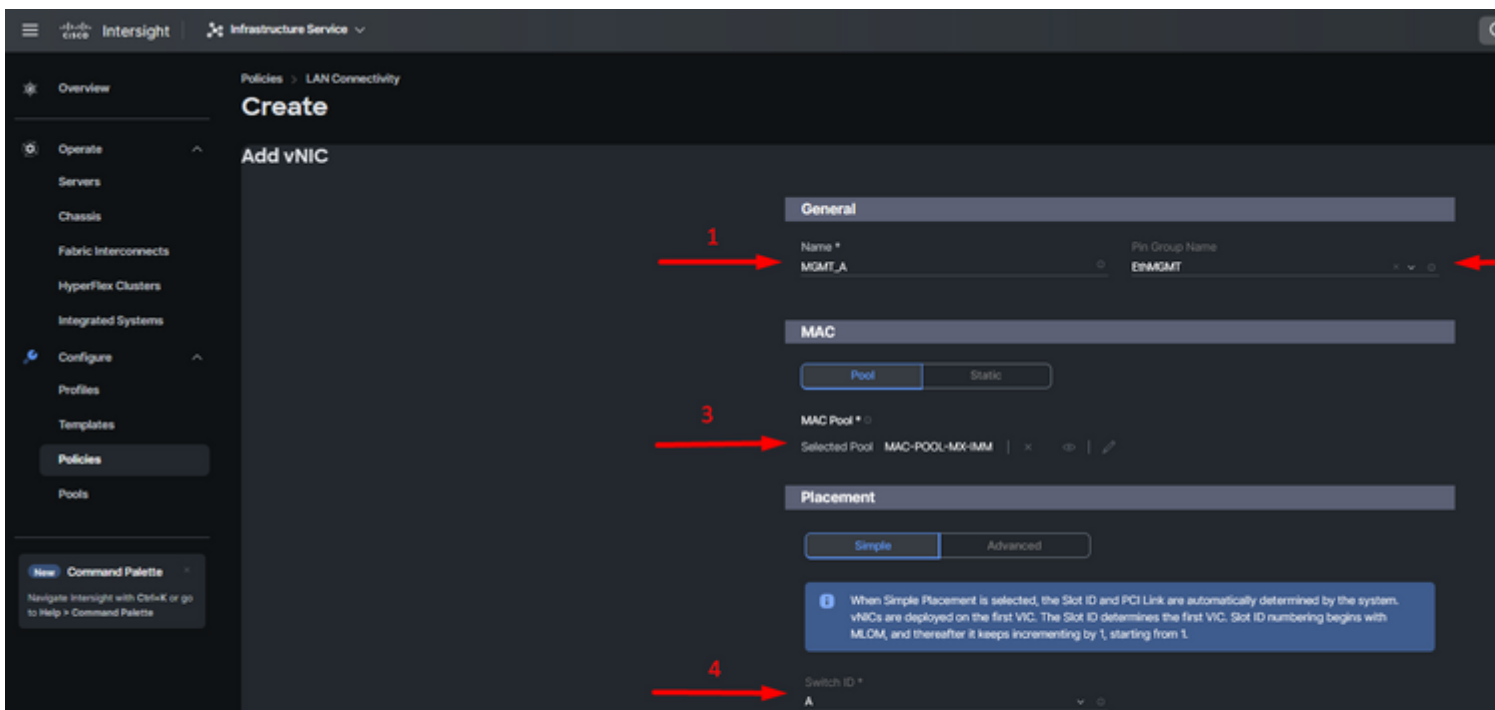 cisco Intersight Infrastructure Service
Overview
Operate
Servers
Chassis
Fabric Interconnects
HyperFlex Clusters
Integrated Systems
Configure
Profiles
Templates
Policies
Pools
New Command Palette
Navigate Intersight with Ctrl+K or go
to Help > Command Palette
Policies > LAN Connectivity
Create
Add vNIC
General
1
Name *
MGMT_A
Pin Group Name
EthMGMT
MAC
Pool Static
3
MAC Pool *
Selected Pool MAC-POOL-MX-IMM
Placement
Simple Advanced
When Simple Placement is selected, the Slot ID and PCI Link are automatically determined by the system.
vNICs are deployed on the first VIC. The Slot ID determines the first VIC. Slot ID numbering begins with
MLOM, and thereafter it keeps incrementing by 1, starting from 1.
4
Switch ID *
A